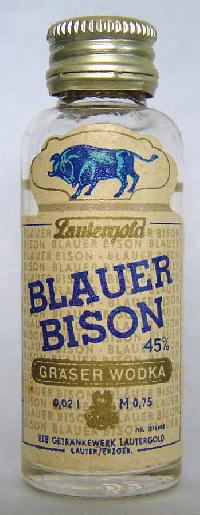 Lautergold
BLAUER
BISON
45%
GRÄSER WODKA
0,02 l M 0,75
VEB GETRÄNKEWERK LAUTERGOLD
LAUTER/ERZGEB.